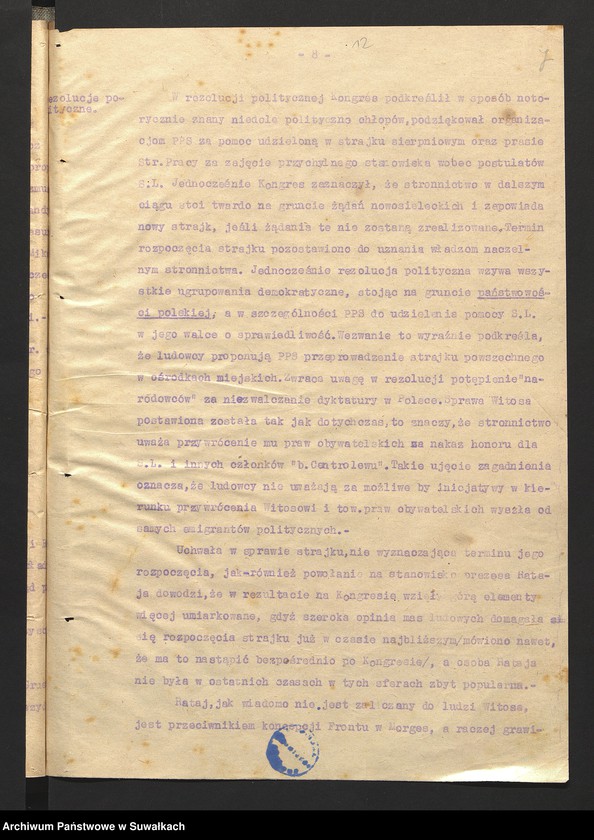 - 8 -
12
ezolucja po-
ityczne.
W rezolucji politycznej Kongres podkreślił w sposób noto-
rycznie znany niedole polityczno chłopów,podziękował organiza-
cjom PPS za pomoc udzieloną w strajku sierpniowym oraz prasie
Str.Pracy za zajęcie przychylnego stanowiska wobec postulatów
S.L. Jednocześnie Kongres zaznaczył, że stronnictwo w dalszym
ciągu stoi twardo na gruncie żądań nowosieleckich i zapowiada
nowy strajk, jeśli żądania te nie zostaną zrealizowane.Termin
rozpoczęcia strajku pozostawiono do uznania władzom naczel-
nym stronnictwa. Jednocześnie rezolucja polityczna wzywa wszy-
stkie ugrupowania demokratyczne, stojąc na gruncie państwowoś-
ci polskiej, a w szczególności PPS do udzielenia pomocy S.L.
w jego walce o sprawiedliwość.Wezwanie to wyraźnie podkreśla,
że ludowcy proponują PPS przeprowadzenie strajku powszechnego
w ośrodkach miejskich.Zwraca uwagę w rezolucji potępienie"na-
rodowców" za niezwalczanie dyktatury w Polsce.Sprawa Witosa
postawiona została tak jak dotychczas,to znaczy,że stronnictwo
uważa przywrócenie mu praw obywatelskich za nakaz honoru dla
S.L. i innych członków "b.Centrolewu".Takie ujęcie zagadnienia
oznacza,że ludowcy nie uważają za możliwe by inicjatywy w kie-
runku przywrócenia Witosowi i tow.praw obywatelskich wyszła od
samych emigrantów politycznych.-
Uchwała w sprawie strajku,nie wyznaczająca terminu jego
rozpoczęcia, jak-również powołanie na stanowisko prezesa Rata-
ja dowodzi,że w rezultacie na Kongresie wzięły górę elementy
więcej umiarkowane, gdyż szeroka opinia mas ludowych domagała
się rozpoczęcia strajku już w czasie najbliższym/mówiono nawet,
że ma to nastąpić bezpośrednio po Kongresie/, a osoba Rataja
nie była w ostatnich czasach w tych sferach zbyt popularna.-
Rataj,jak wiadomo nie jest zaliczany do ludzi Witosa,
jest przeciwnikiem koncepcji Frontu w Morges, a raczej grawi-
Archiwum Państwowe w Suwałkach